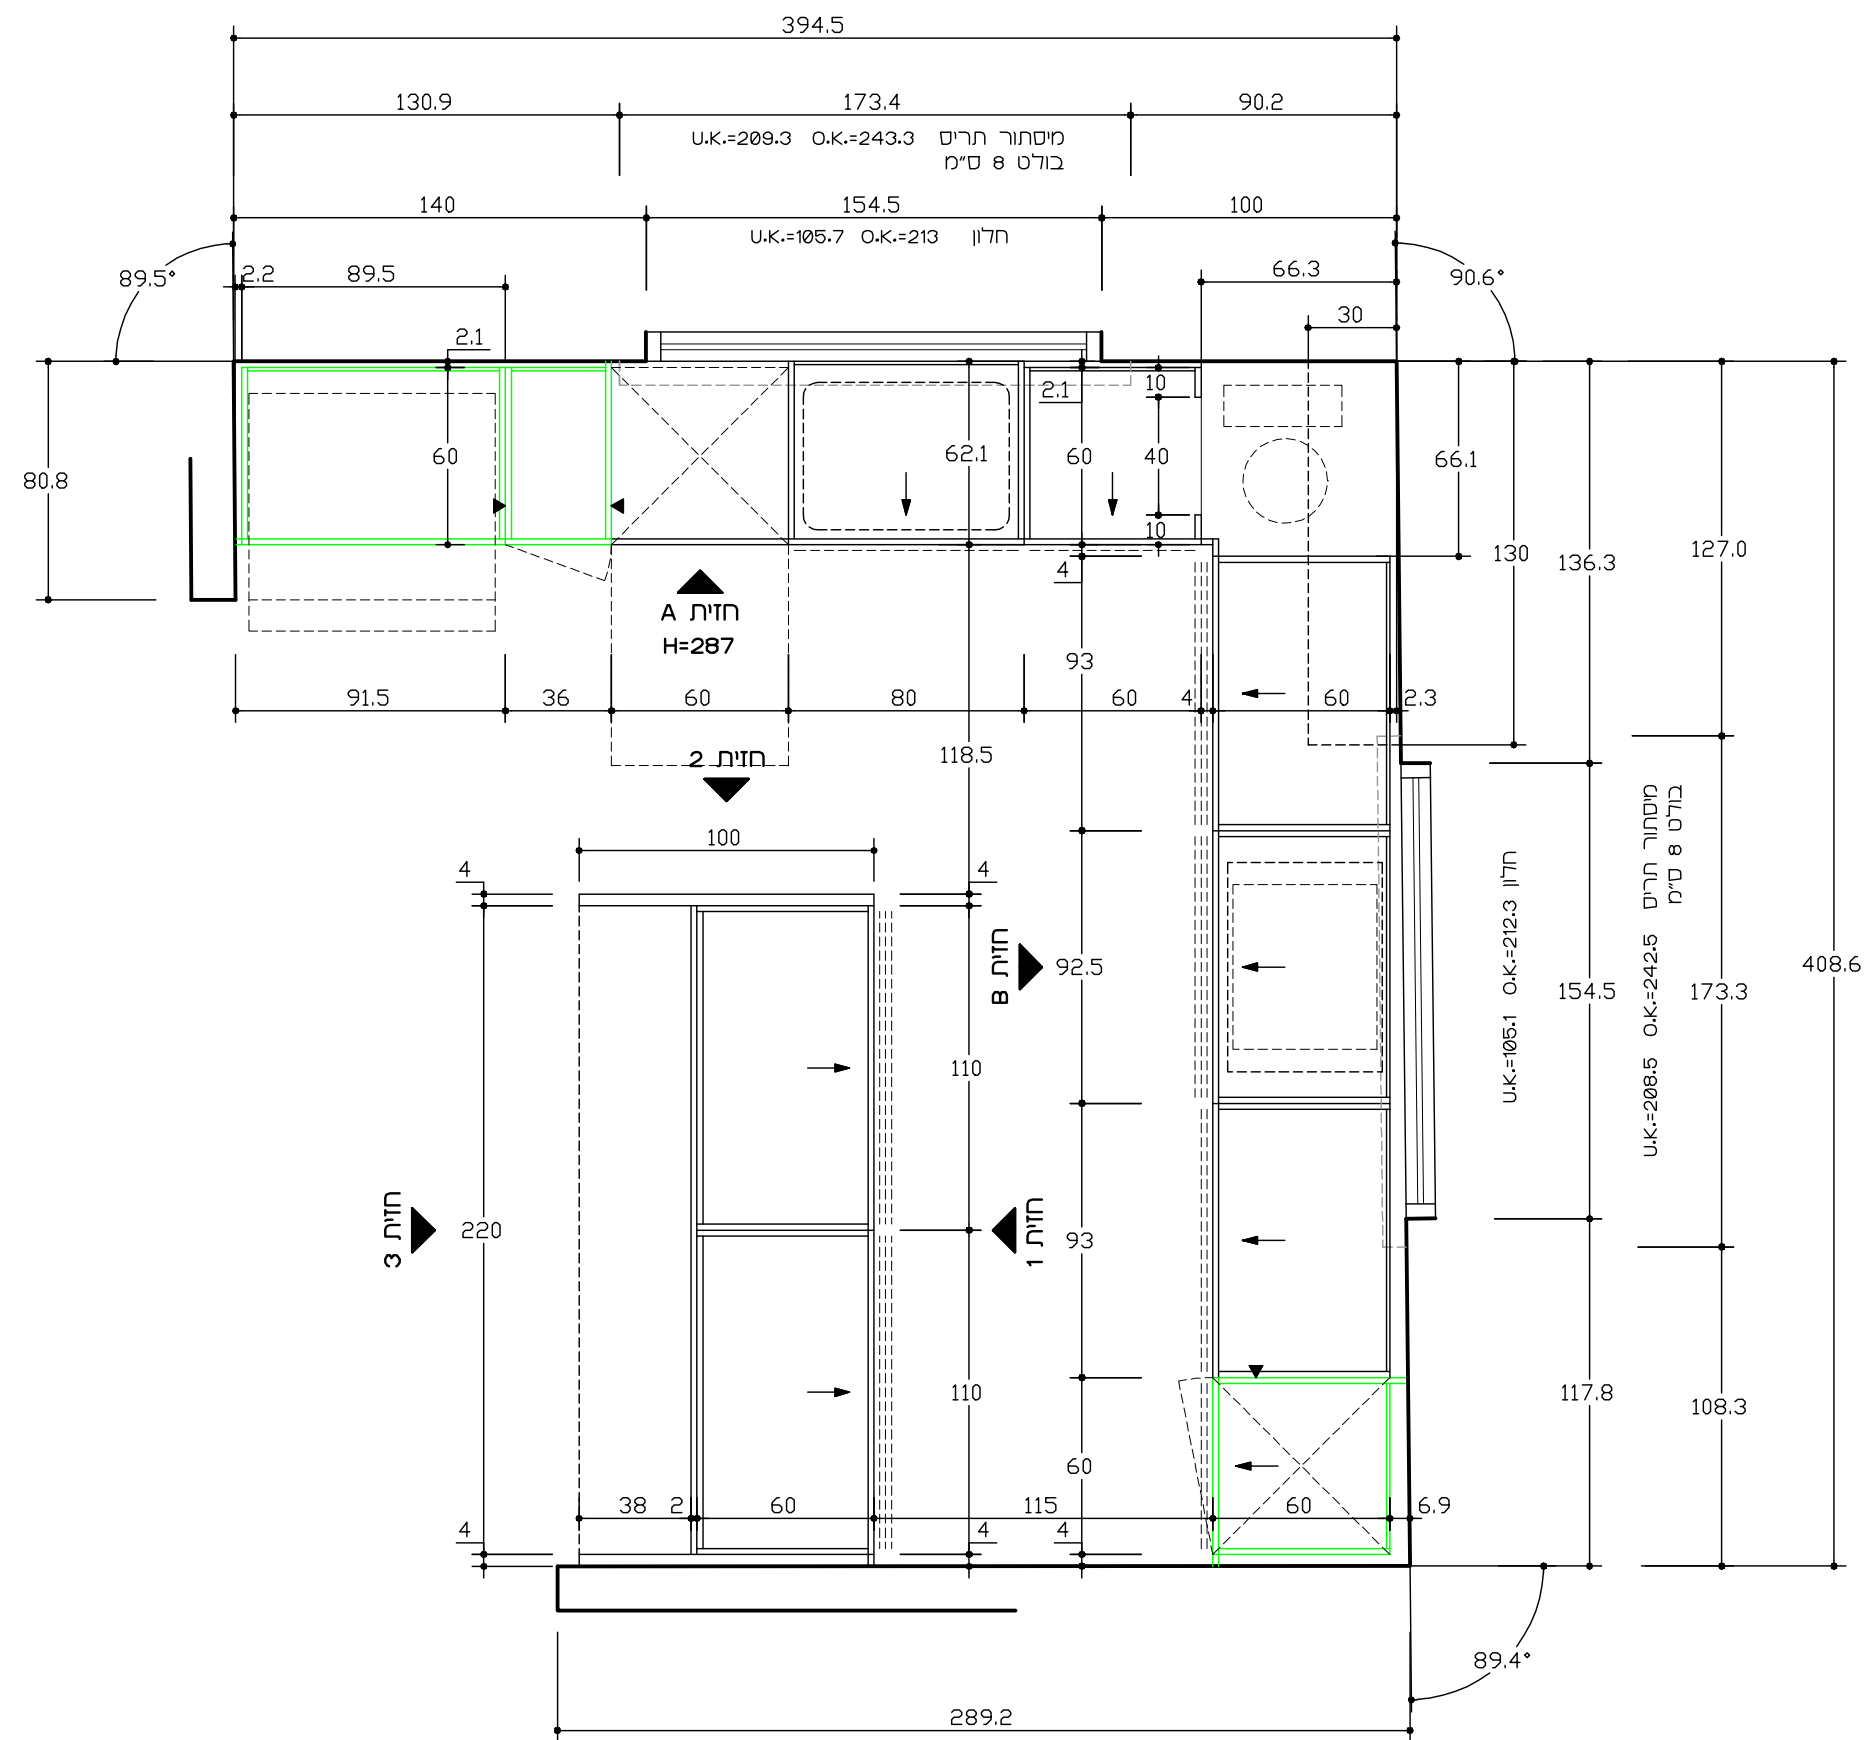 394.5
130.9 173.4 90.2
מיסתור תריס O.K.=243.3 U.K.=209.3
בולט 8 ס"מ
140 154.5 100
חלון O.K.=213 U.K.=105.7
89.5° 2.2 89.5 66.3 90.6°
30
2.1
2.1 10
80.8 60 62.1 60 40 66.1
10
4 130 136.3 127.0
חזית A
H=287
93
91.5 36 60 80 60 4 60 2.3
חזית 2
118.5
100
4 4
חזית B
92.5
חלון O.K.=212.3 U.K.=105.1
מיסתור תריס O.K.=242.5 U.K.=208.5
בולט 8 ס"מ
154.5 173.3 408.6
110
חזית 3
220
חזית 1
93
110 117.8 108.3
60
38 2 60 115 60 6.9
4 4 4
89.4°
289.2